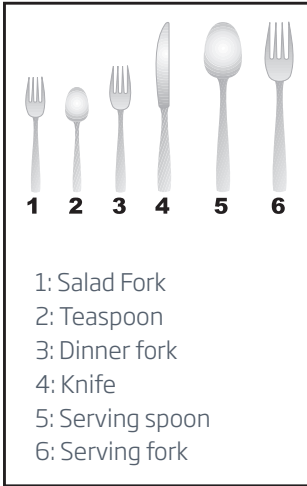 1 2 3 4 5 6
1: Salad Fork
2: Teaspoon
3: Dinner fork
4: Knife
5: Serving spoon
6: Serving fork